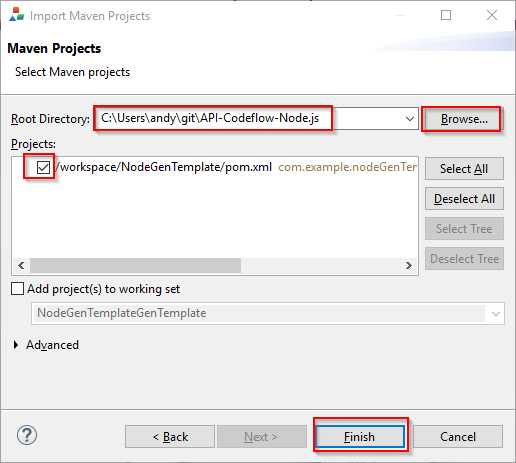 Import Maven Projects
Maven Projects
Select Maven projects
Root Directory: C:\Users\andy\git\API-Codeflow-Node.js Browse...
Projects:
/workspace/NodeGenTemplate/pom.xml com.example.nodeGenTem Select All
Deselect All
Select Tree
Deselect Tree
Add project(s) to working set
NodeGenTemplateGenTemplate
Advanced
? < Back Next > Finish Cancel